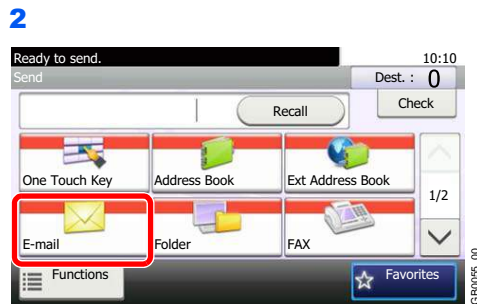 2
Ready to send. 10:10
Send Dest. : 0
Recall Check
One Touch Key Address Book Ext Address Book
1/2
E-mail Folder FAX
Functions Favorites
GB0055_00